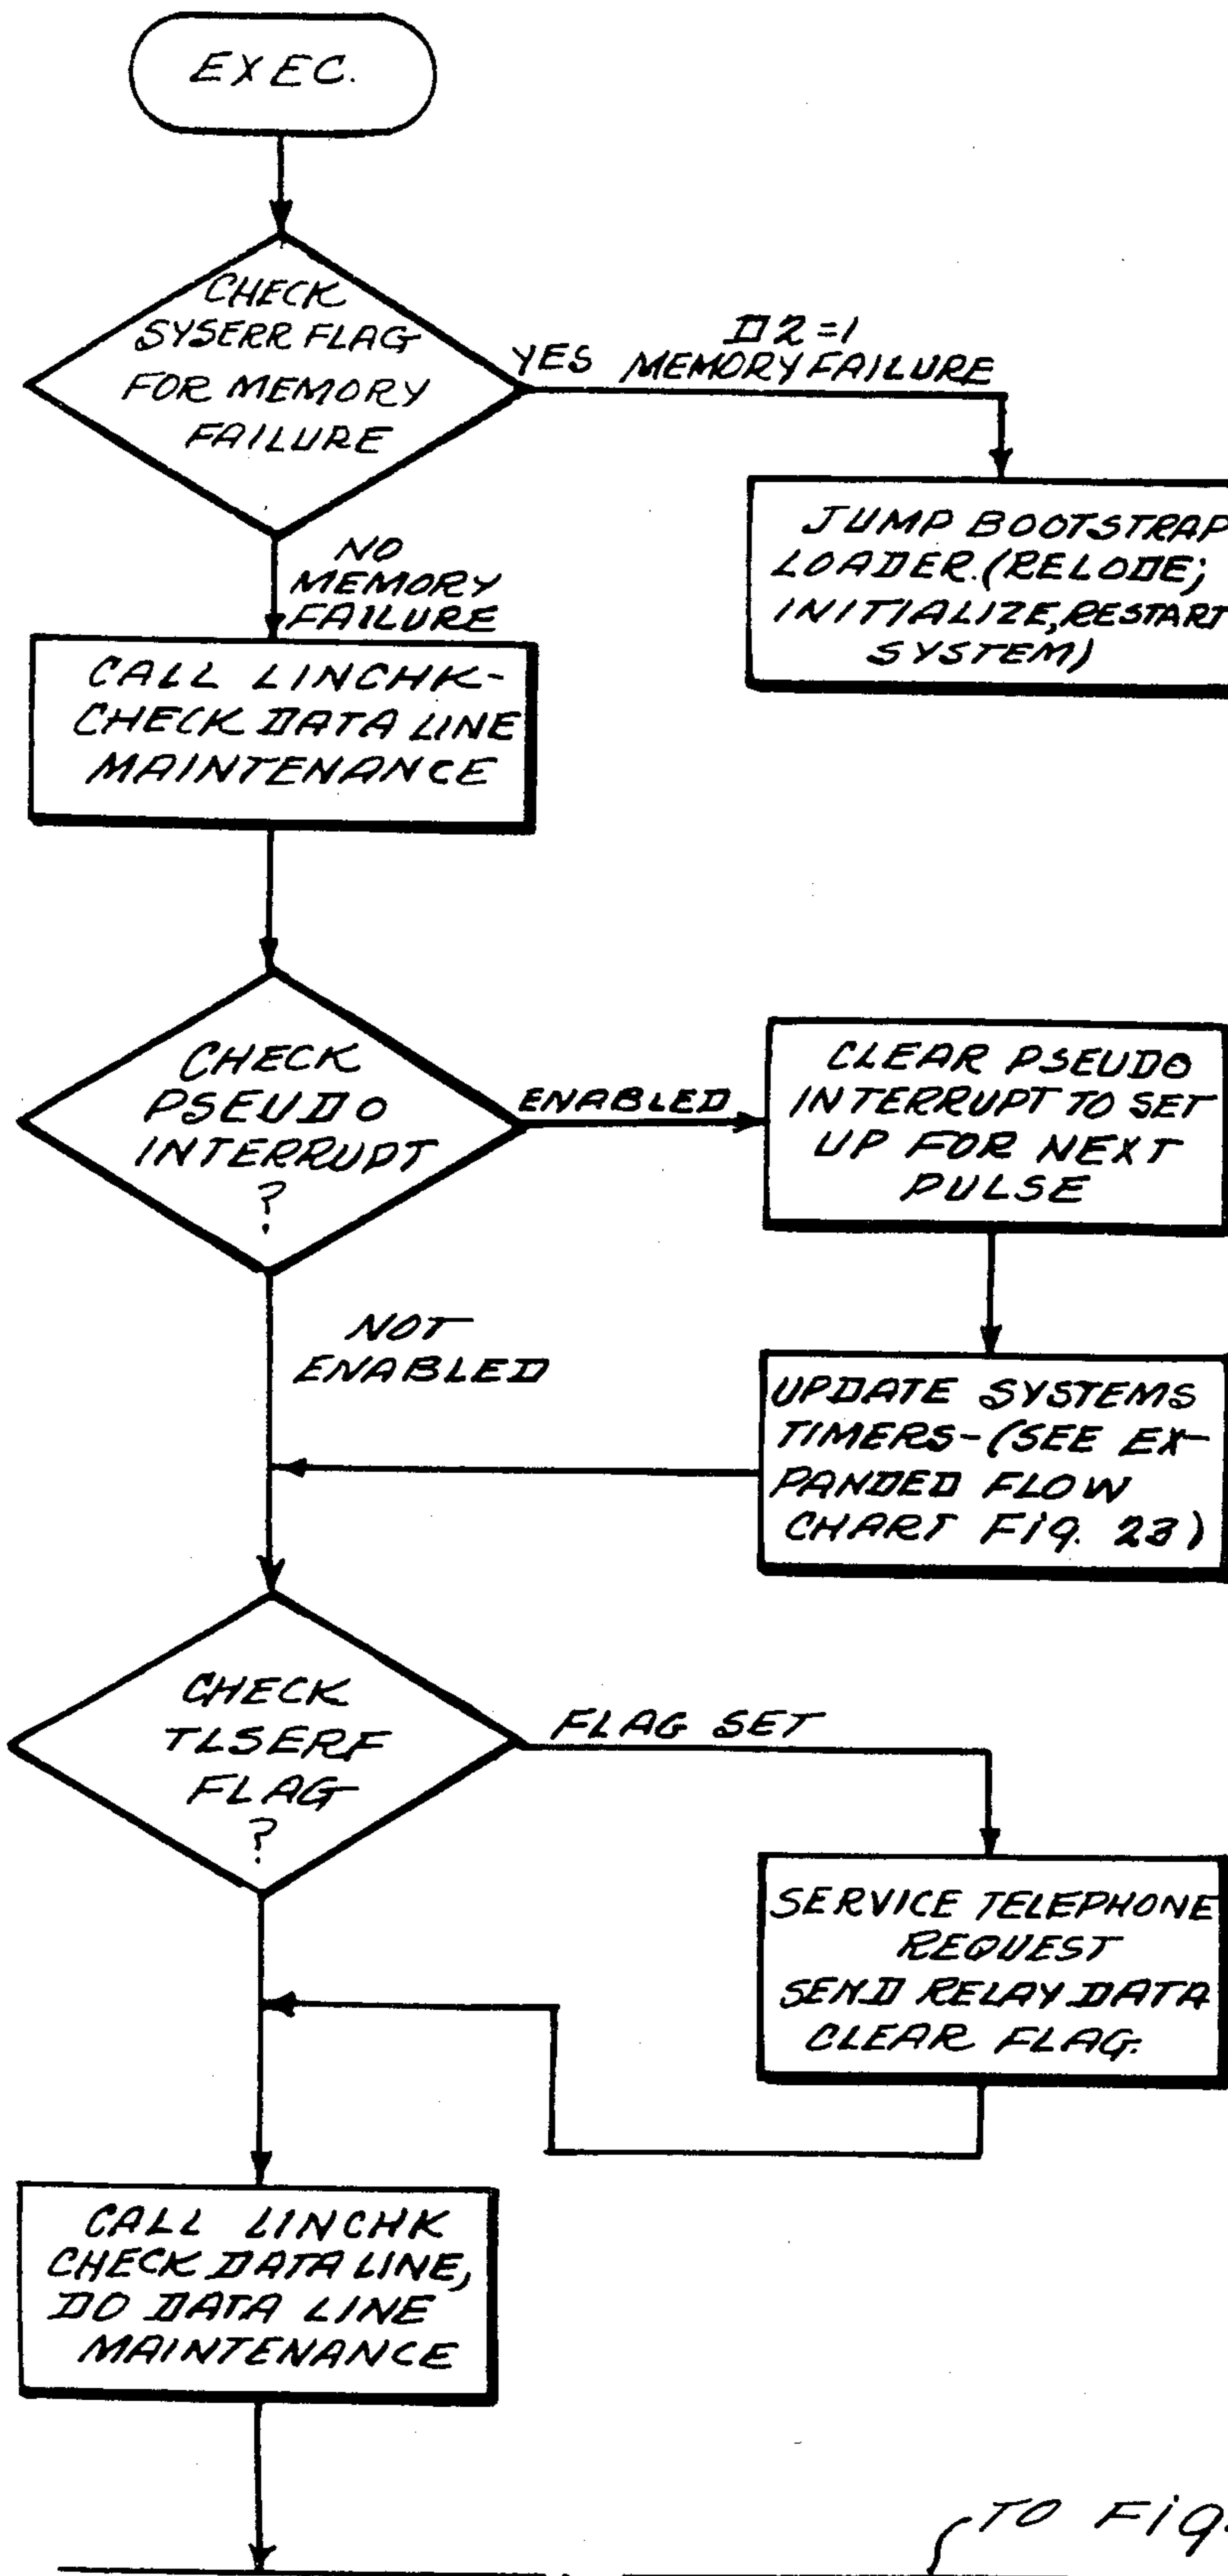 EXEC.
CHECK
SYSERR FLAG
FOR MEMORY
FAILURE
YES
D2=1
MEMORY FAILURE
JUMP BOOTSTRAP
LOADER.(RELODE;
INITIALIZE,RESTART
SYSTEM)
NO
MEMORY
FAILURE
CALL LINCHK-
CHECK DATA LINE
MAINTENANCE
CHECK
PSEUDO
INTERRUPT
?
ENABLED
CLEAR PSEUDO
INTERRUPT TO SET
UP FOR NEXT
PULSE
NOT
ENABLED
UPDATE SYSTEMS
TIMERS-(SEE EX-
PANDED FLOW
CHART FIG. 23)
CHECK
TLSERF
FLAG
?
FLAG SET
SERVICE TELEPHONE
REQUEST
SEND RELAY DATA
CLEAR FLAG.
CALL LINCHK
CHECK DATA LINE,
DO DATA LINE
MAINTENANCE
TO FIG.